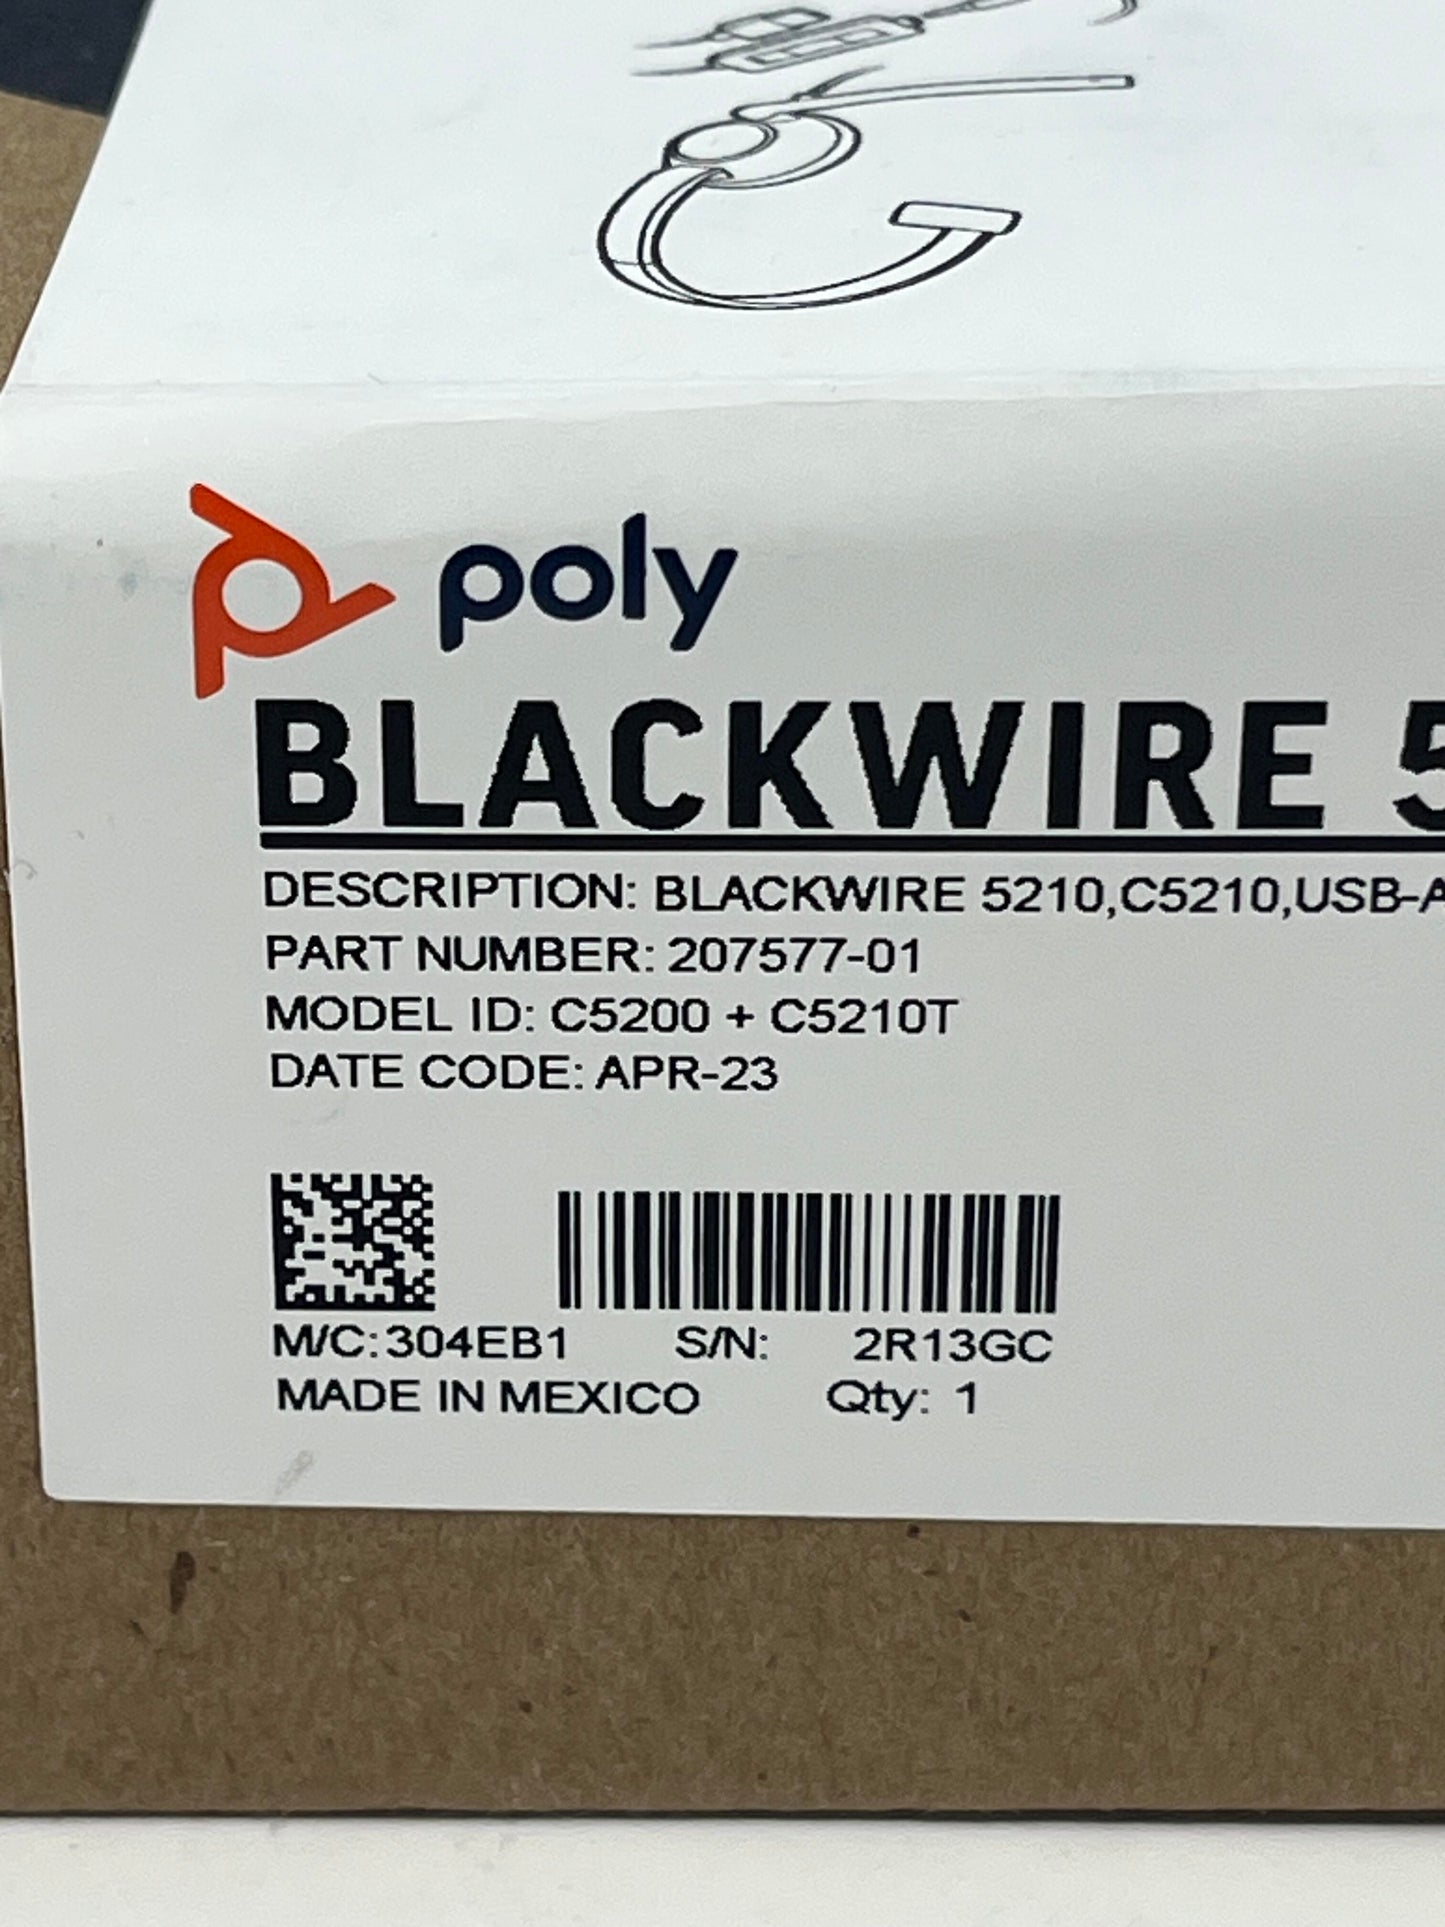 poly
BLACKWIRE 5
DESCRIPTION: BLACKWIRE 5210,C5210,USB-A
PART NUMBER: 207577-01
MODEL ID: C5200 + C5210T
DATE CODE: APR-23
M/C:304EB1 S/N: 2R13GC
MADE IN MEXICO Qty: 1